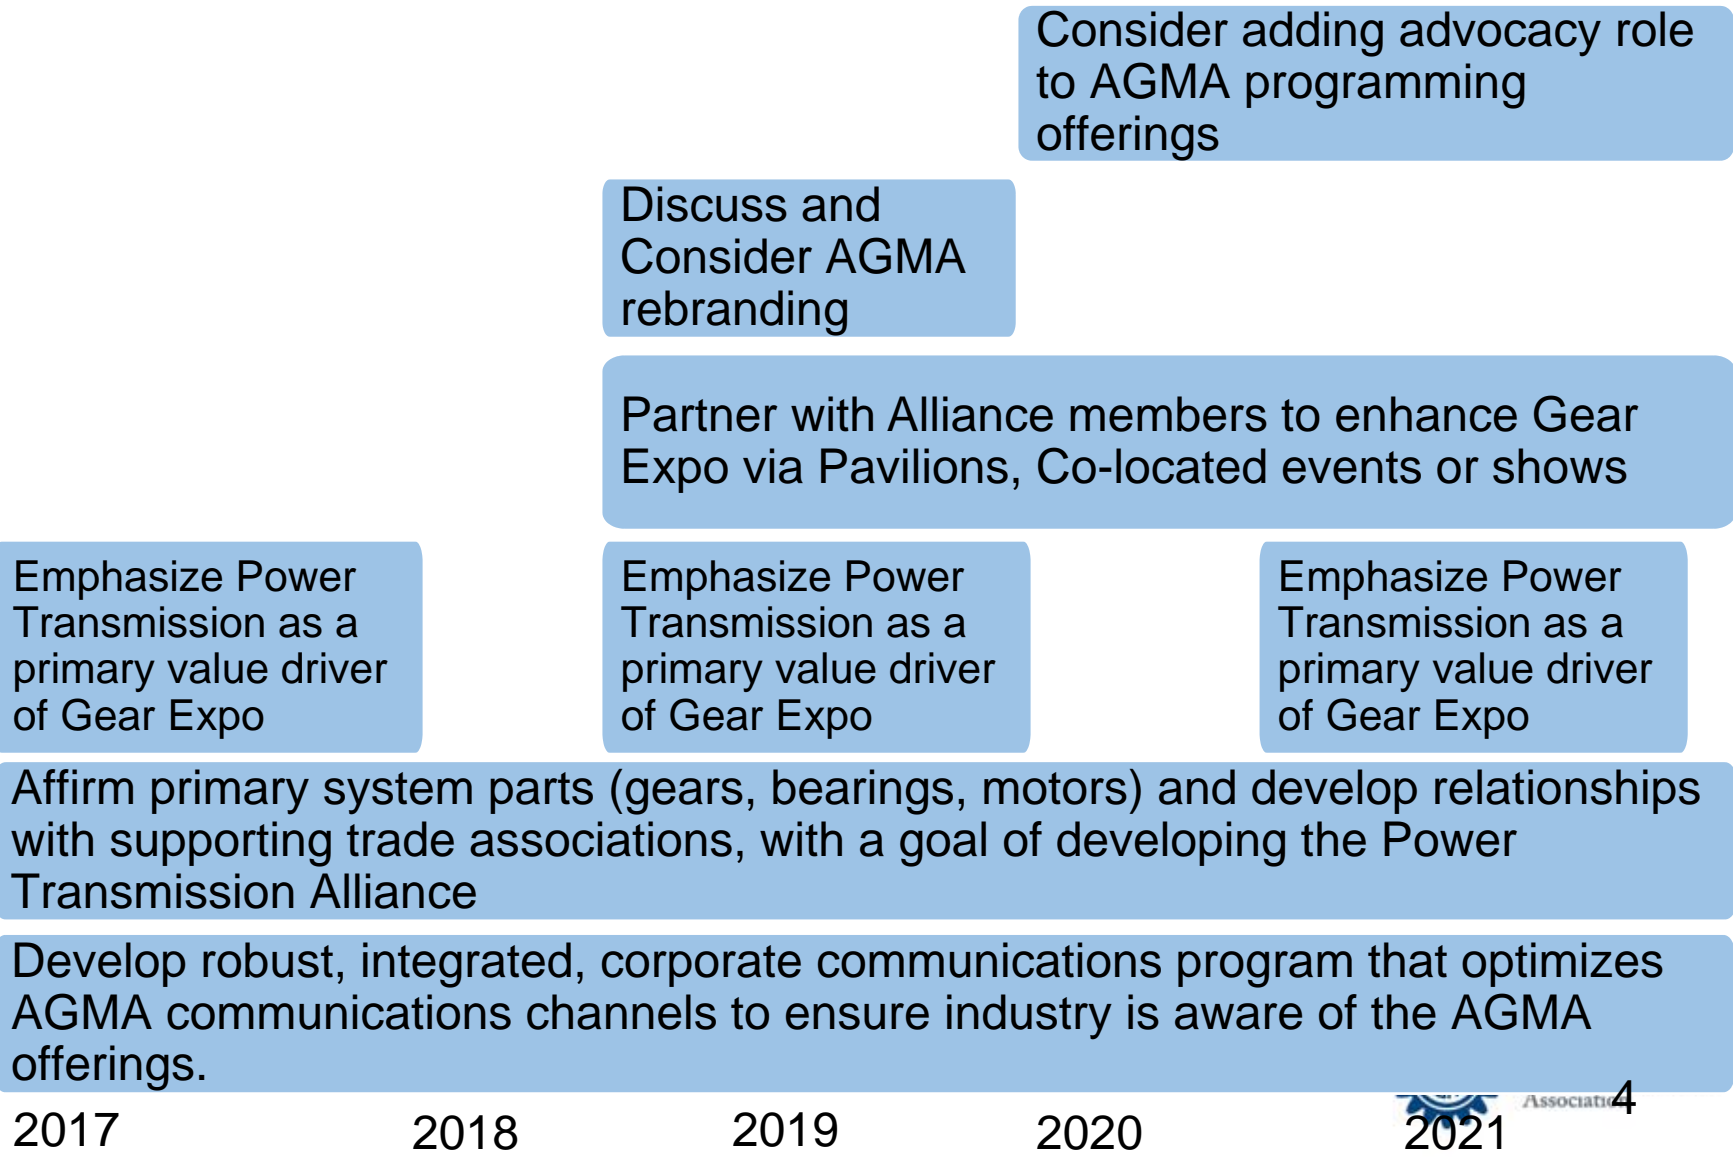 Consider adding advocacy role
to AGMA programming
offerings
Discuss and
Consider AGMA
rebranding
Partner with Alliance members to enhance Gear
Expo via Pavilions, Co-located events or shows
Emphasize Power
Transmission as a
primary value driver
of Gear Expo
Emphasize Power
Transmission as a
primary value driver
of Gear Expo
Emphasize Power
Transmission as a
primary value driver
of Gear Expo
Affirm primary system parts (gears, bearings, motors) and develop relationships
with supporting trade associations, with a goal of developing the Power
Transmission Alliance
Develop robust, integrated, corporate communications program that optimizes
AGMA communications channels to ensure industry is aware of the AGMA
offerings.
Association
4
2017
2018
2019
2020
2021